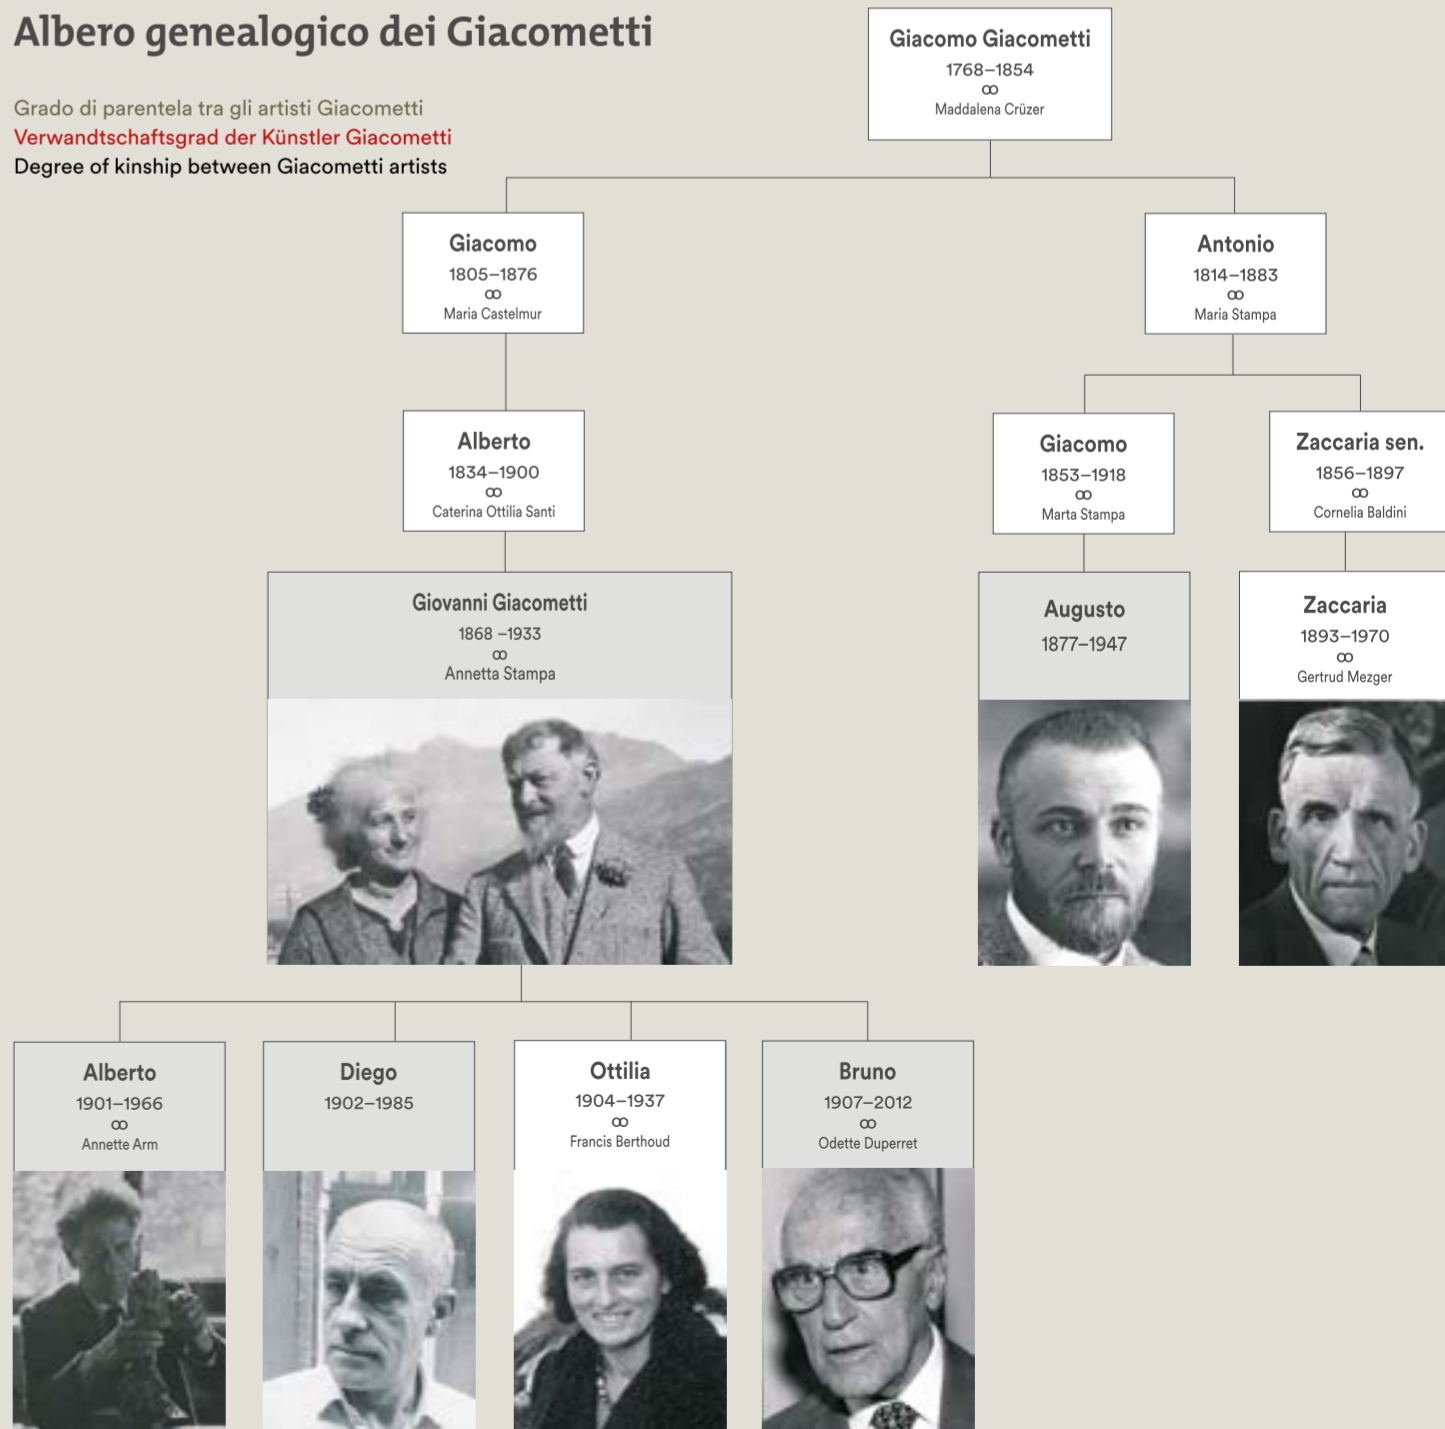 Albero genealogico dei Giacometti
Grado di parentela tra gli artisti Giacometti
Verwandtschaftsgrad der Künstler Giacometti
Degree of kinship between Giacometti artists
Giacomo Giacometti
1768–1854
∞
Maddalena Crüzer
Giacomo
1805–1876
∞
Maria Castelmur
Antonio
1814–1883
∞
Maria Stampa
Alberto
1834–1900
∞
Caterina Ottilia Santi
Giacomo
1853–1918
∞
Marta Stampa
Zaccaria sen.
1856–1897
∞
Cornelia Baldini
Giovanni Giacometti
1868 –1933
∞
Annetta Stampa
Augusto
1877–1947
Zaccaria
1893–1970
∞
Gertrud Mezger
Alberto
1901–1966
∞
Annette Arm
Diego
1902–1985
Ottilia
1904–1937
∞
Francis Berthoud
Bruno
1907–2012
∞
Odette Duperret